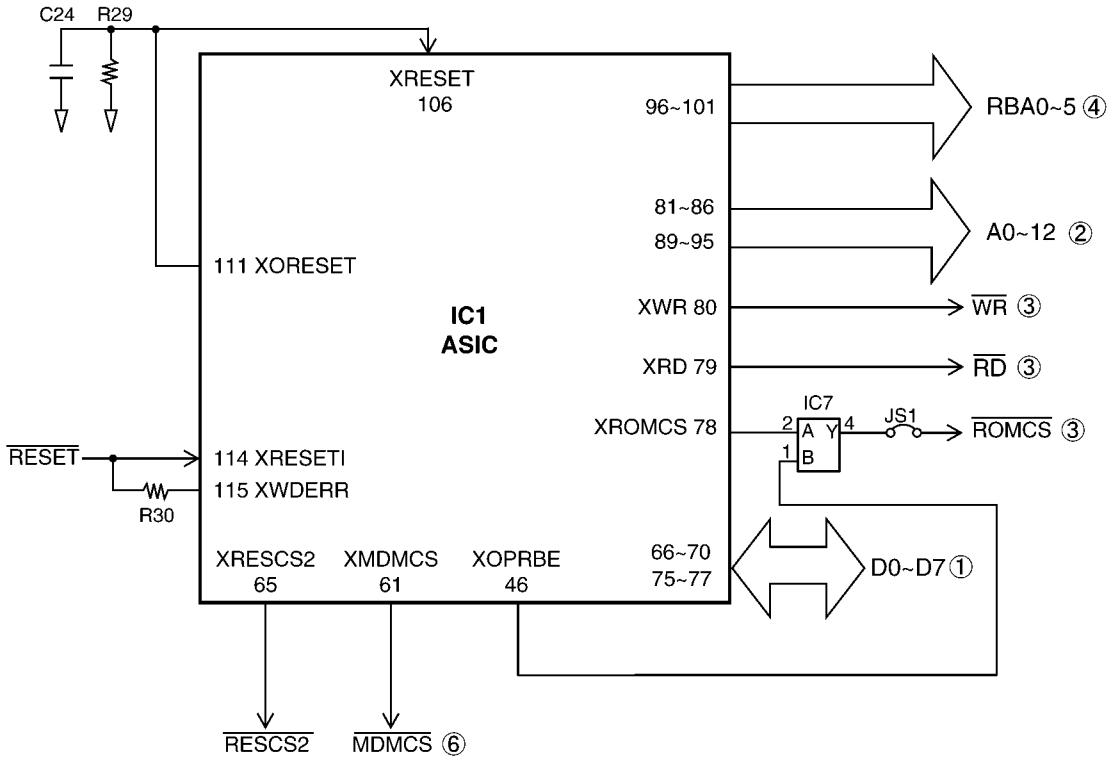 C24 R29
XRESET
106
96~101
RBA0~5 ④
81~86
89~95
A0~12 ②
111 XORESET
IC1
ASIC
XWR 80
WR ③
XRD 79
RD ③
IC7
XROMCS 78
2 A Y 4
JS1
ROMCS ③
1 B
RESET
114 XRESETI
115 XWDERR
R30
XRESCS2
65
XMDMCS
61
XOPRBE
46
66~70
75~77
D0~D7 ①
RESCS2
MDMCS ⑥